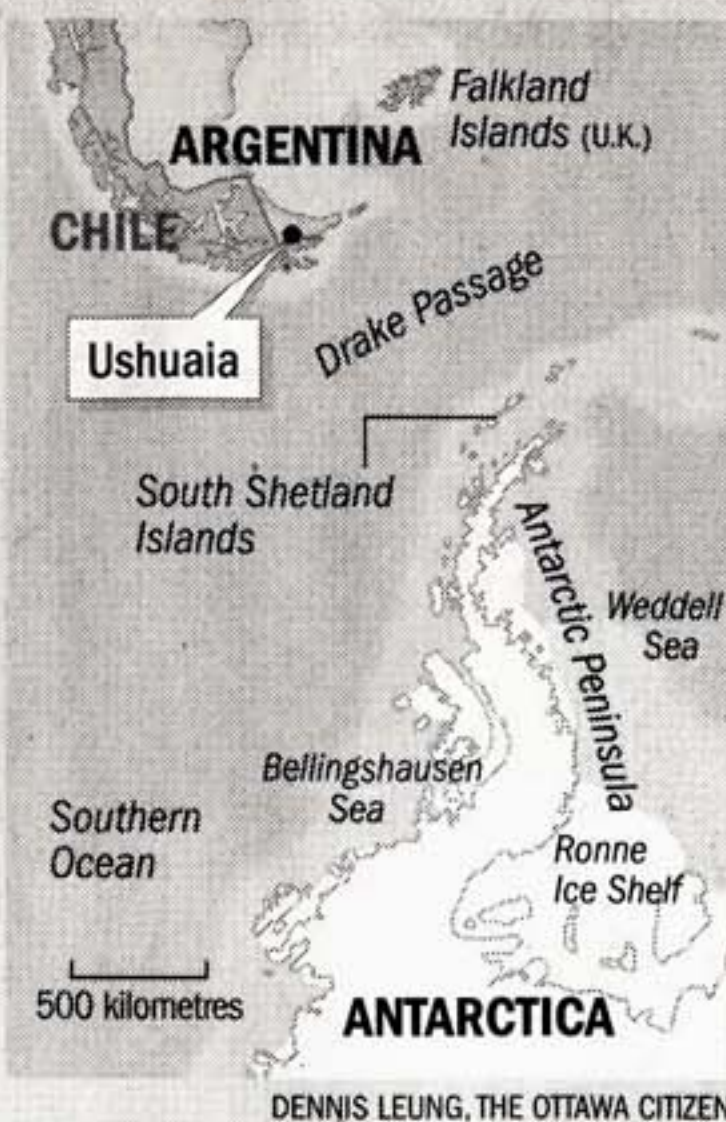 Falkland
Islands (U.K.)
ARGENTINA
CHILE
Ushuaia
Drake Passage
South Shetland
Islands
Antarctic Peninsula
Weddell
Sea
Bellingshausen
Sea
Southern
Ocean
Ronne
Ice Shelf
500 kilometres
ANTARCTICA
DENNIS LEUNG, THE OTTAWA CITIZEN